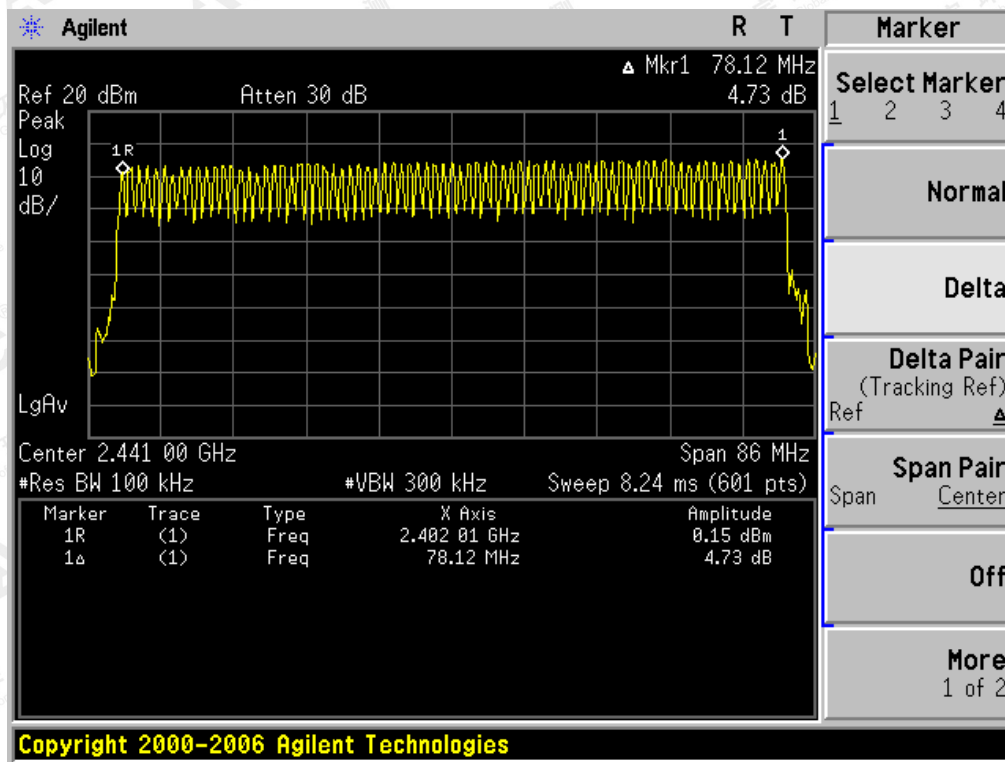 Agilent R T
Marker
▵ Mkr1 78.12 MHz
Ref 20 dBm Atten 30 dB 4.73 dB
Peak
Log
10
dB/
1R
1
LgAv
Center 2.441 00 GHz Span 86 MHz
#Res BW 100 kHz #VBW 300 kHz Sweep 8.24 ms (601 pts)
Marker Trace Type X Axis Amplitude
1R (1) Freq 2.402 01 GHz 0.15 dBm
1▵ (1) Freq 78.12 MHz 4.73 dB
Select Marker
1 2 3 4
Normal
Delta
Delta Pair
(Tracking Ref)
Ref ▵
Span Pair
Span Center
Off
More
1 of 2
Copyright 2000-2006 Agilent Technologies